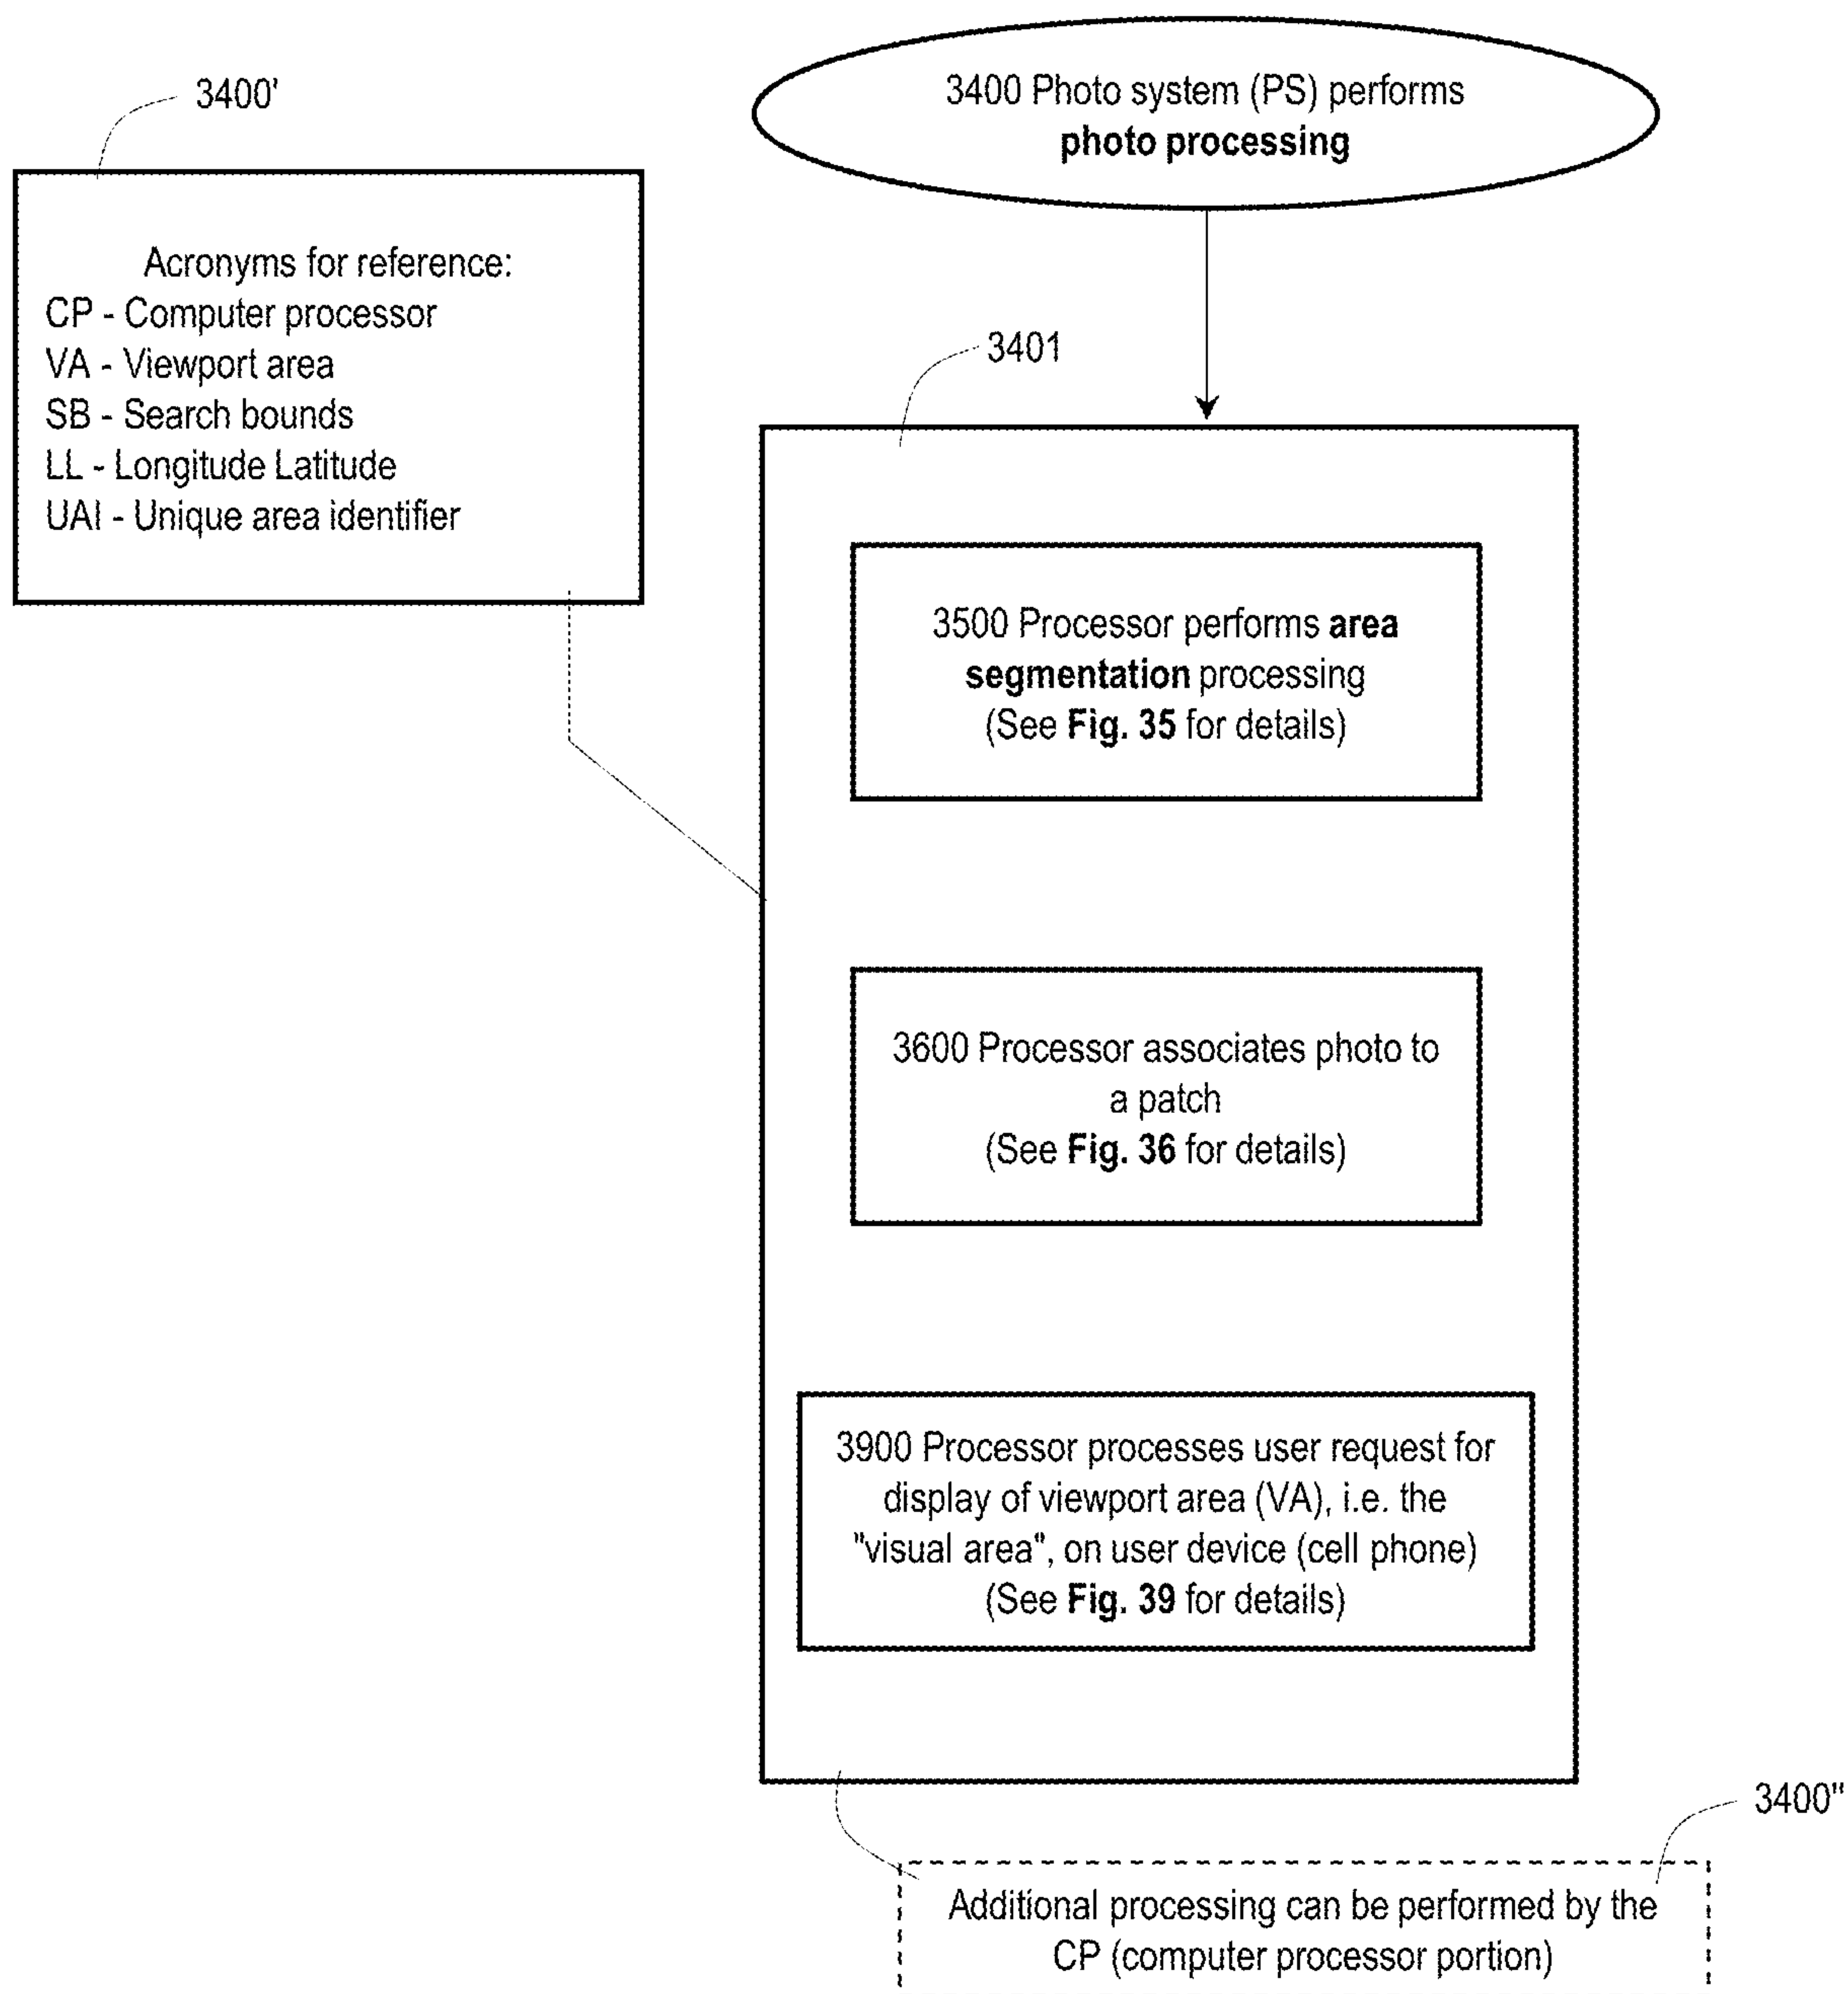 3400'
3400 Photo system (PS) performs
photo processing
Acronyms for reference:
CP - Computer processor
VA - Viewport area
SB - Search bounds
LL - Longitude Latitude
UAI - Unique area identifier
3401
3500 Processor performs area
segmentation processing
(See Fig. 35 for details)
3600 Processor associates photo to
a patch
(See Fig. 36 for details)
3900 Processor processes user request for
display of viewport area (VA), i.e. the
"visual area", on user device (cell phone)
(See Fig. 39 for details)
3400"
Additional processing can be performed by the
CP (computer processor portion)